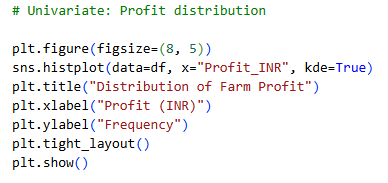 # Univariate: Profit distribution
plt.figure(figsize=(8, 5))
sns.histplot(data=df, x="Profit_INR", kde=True)
plt.title("Distribution of Farm Profit")
plt.xlabel("Profit (INR)")
plt.ylabel("Frequency")
plt.tight_layout()
plt.show()